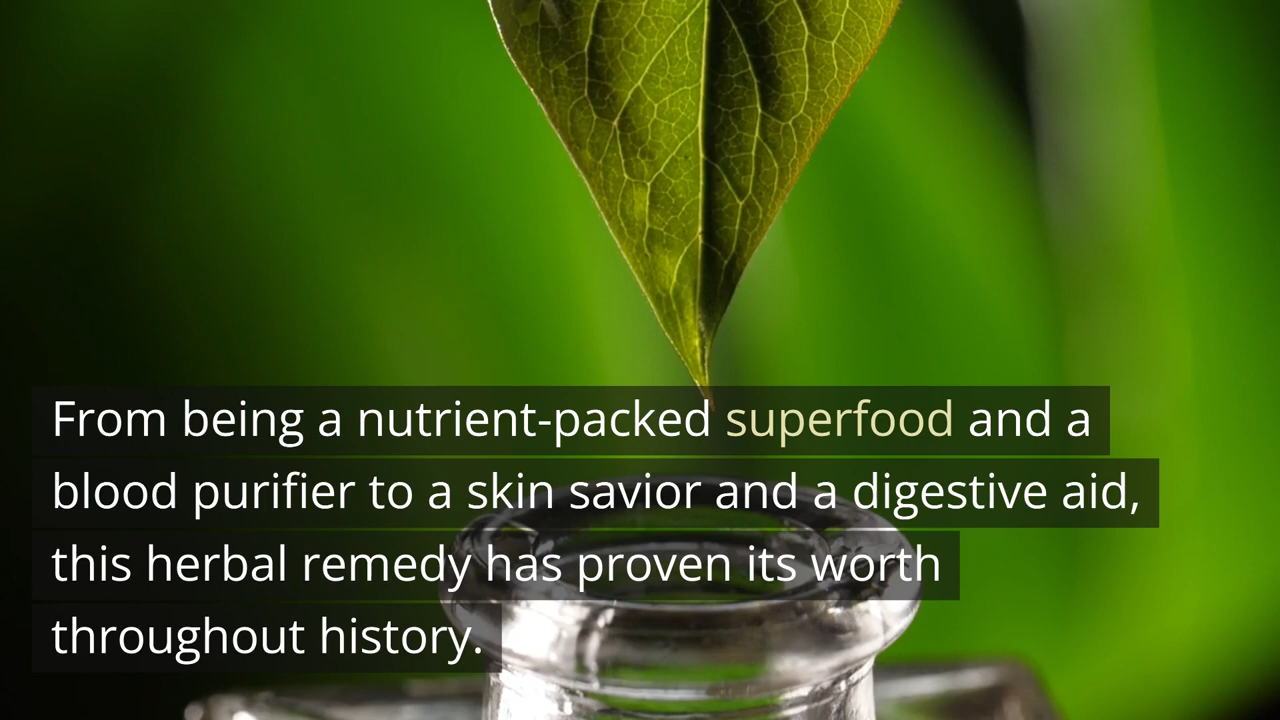 From being a nutrient-packed superfood and a
blood purifier to a skin savior and a digestive aid,
this herbal remedy has proven its worth
throughout history.